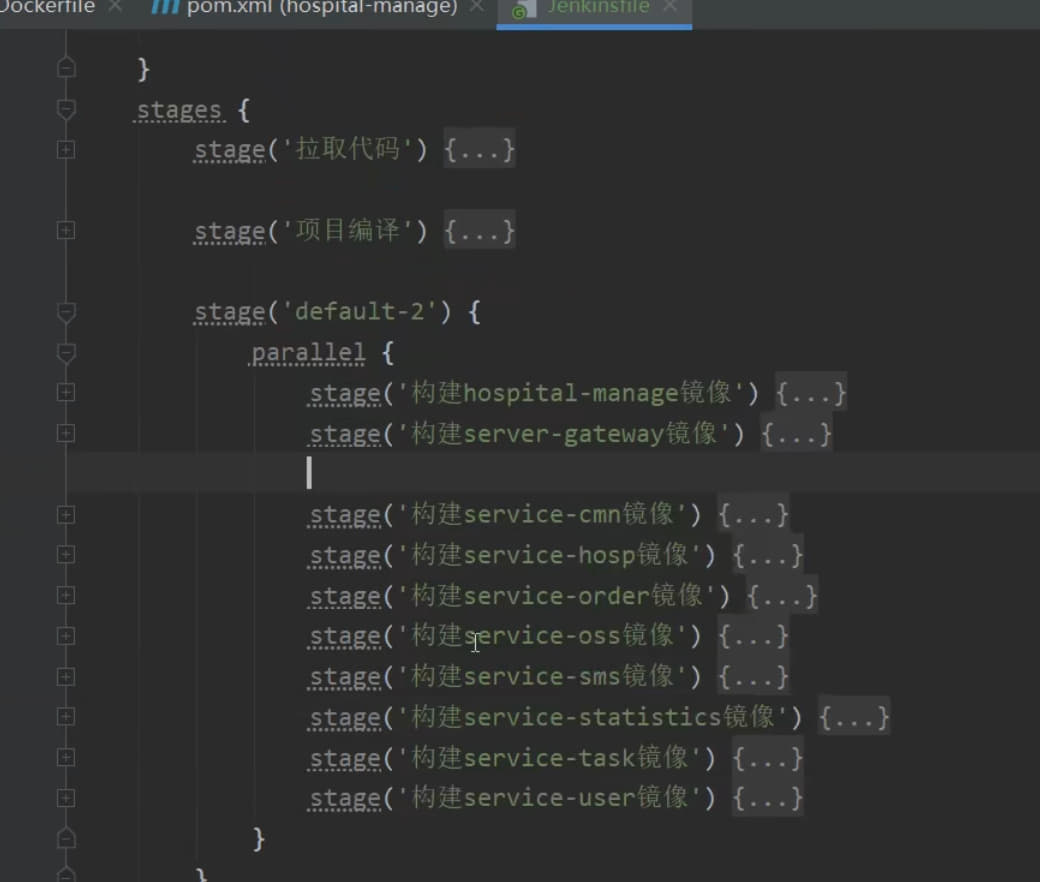 Dockerfile × pom.xml (hospital-manage) × Jenkinsfile ×
}
stages {
stage('拉取代码') {...}
stage('项目编译') {...}
stage('default-2') {
parallel {
stage('构建hospital-manage镜像') {...}
stage('构建server-gateway镜像') {...}
stage('构建service-cmn镜像') {...}
stage('构建service-hosp镜像') {...}
stage('构建service-order镜像') {...}
stage('构建service-oss镜像') {...}
stage('构建service-sms镜像') {...}
stage('构建service-statistics镜像') {...}
stage('构建service-task镜像') {...}
stage('构建service-user镜像') {...}
}
}